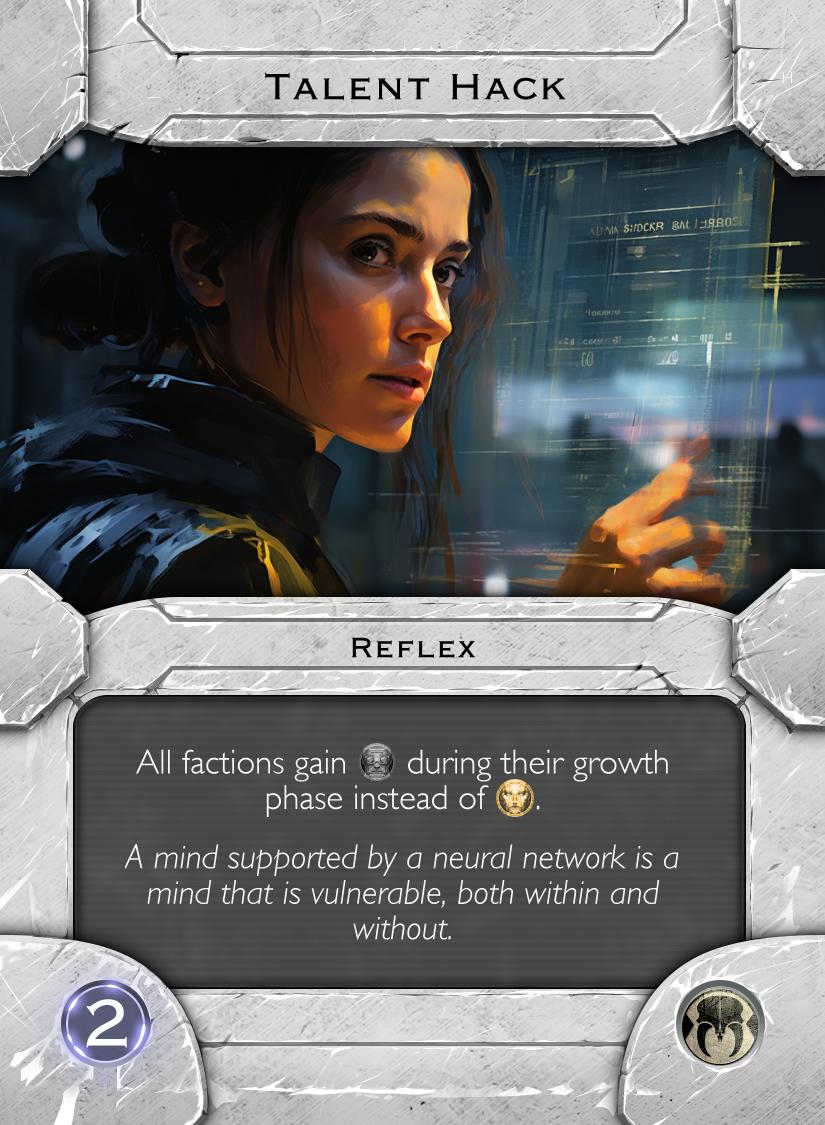 Talent Hack
Reflex
All factions gain during their growth
phase instead of .
A mind supported by a neural network is a
mind that is vulnerable, both within and
without.
2